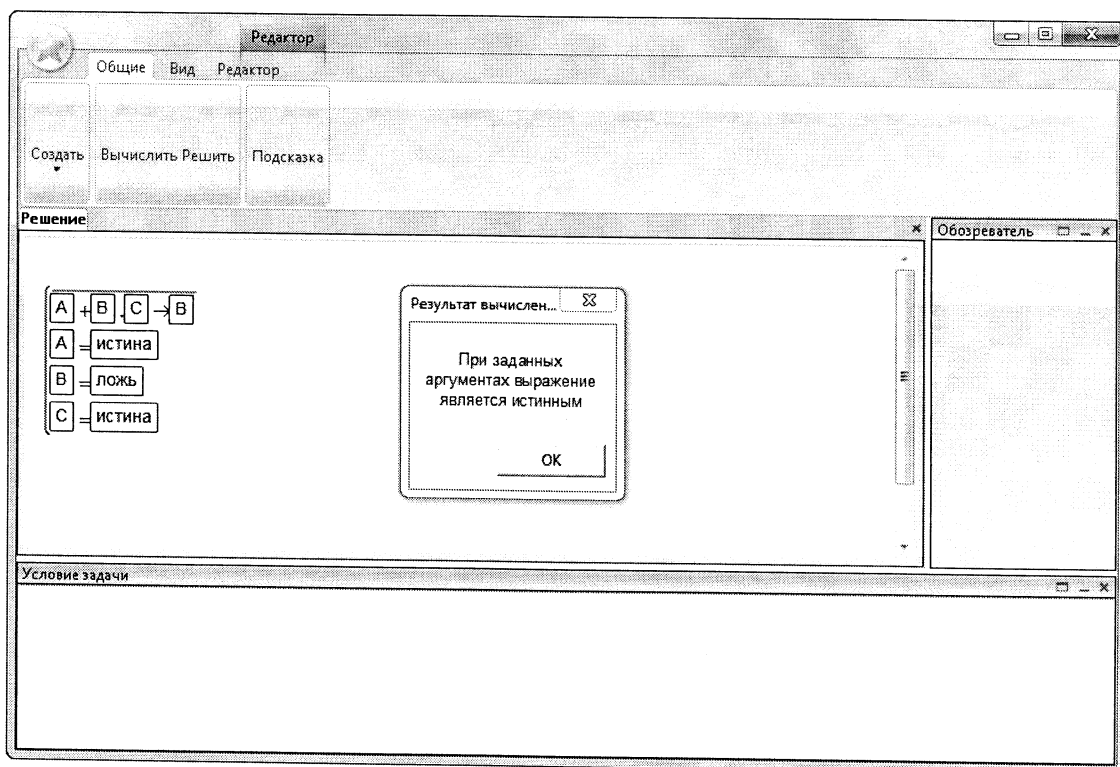 Редактор
Общие Вид Редактор
Создать Вычислить Решить Подсказка
Решение
Обозреватель
A + B . C → B
A = истина
B = ложь
C = истина
Результат вычислен...
При заданных
аргументах выражение
является истинным
OK
Условие задачи